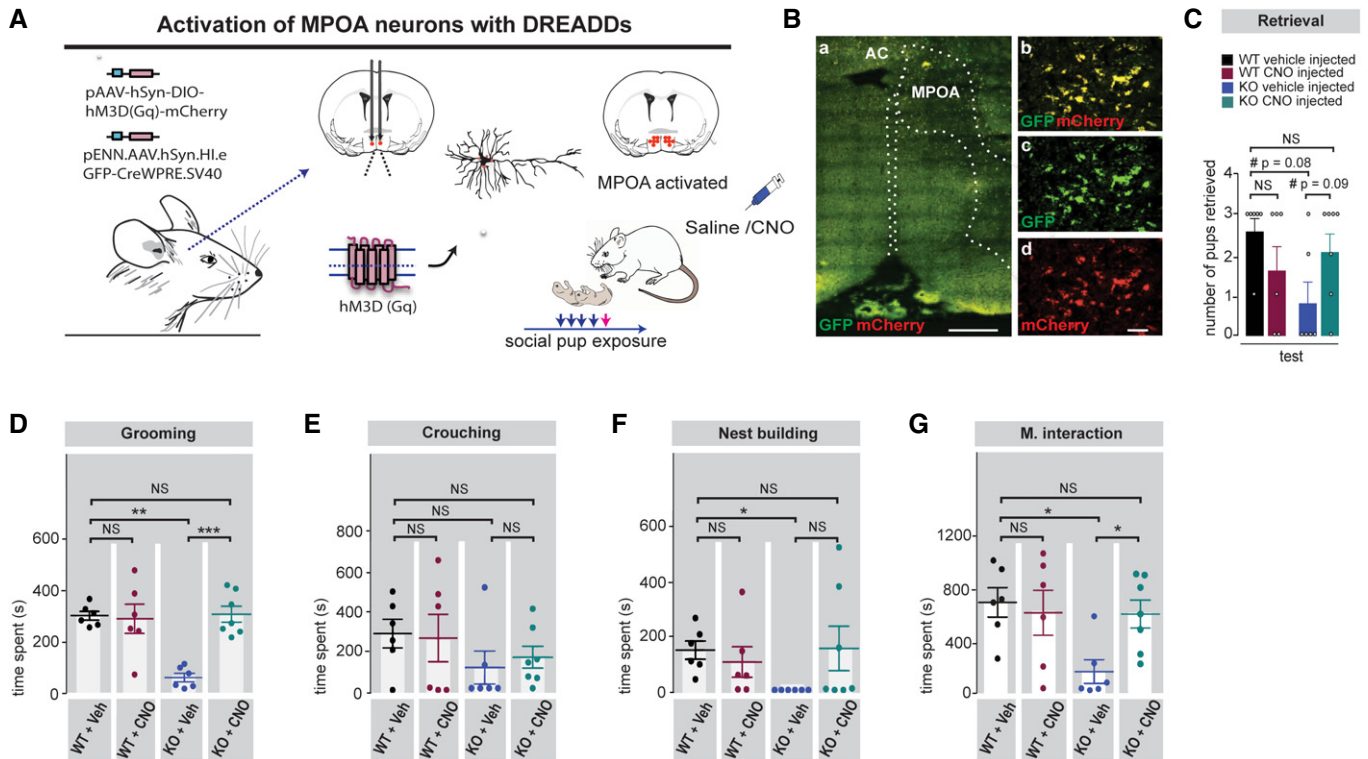 A
Activation of MPOA neurons with DREADDs
pAAV-hSyn-DIO-
hM3D(Gq)-mCherry
pENN.AAV.hSyn.HI.e
GFP-CreWPRE.SV40
hM3D (Gq)
MPOA activated
Saline /CNO
social pup exposure
B
a
AC
MPOA
GFP mCherry
b
GFP mCherry
c
GFP
d
mCherry
C
Retrieval
WT vehicle injected
WT CNO injected
KO vehicle injected
KO CNO injected
NS
# p = 0.08
NS
# p = 0.09
number of pups retrieved
4
3
2
1
0
test
D
Grooming
NS
**
NS
***
time spent (s)
600
400
200
0
WT + Veh
WT + CNO
KO + Veh
KO + CNO
E
Crouching
NS
NS
NS
NS
time spent (s)
800
600
400
200
0
WT + Veh
WT + CNO
KO + Veh
KO + CNO
F
Nest building
NS
*
NS
NS
time spent (s)
600
400
200
0
WT + Veh
WT + CNO
KO + Veh
KO + CNO
G
M. interaction
NS
*
NS
*
time spent (s)
1200
800
400
0
WT + Veh
WT + CNO
KO + Veh
KO + CNO